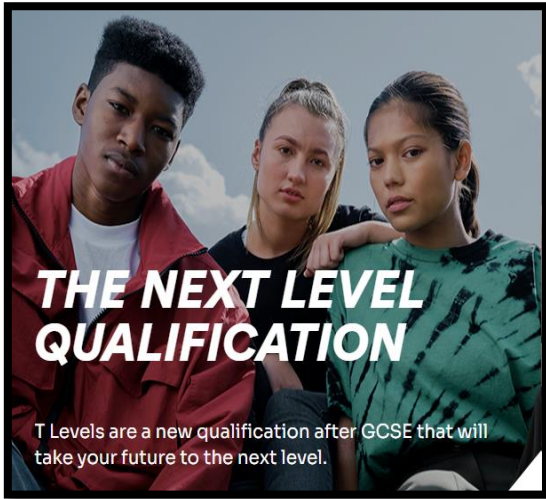 THE NEXT LEVEL
QUALIFICATION
T Levels are a new qualification after GCSE that will
take your future to the next level.